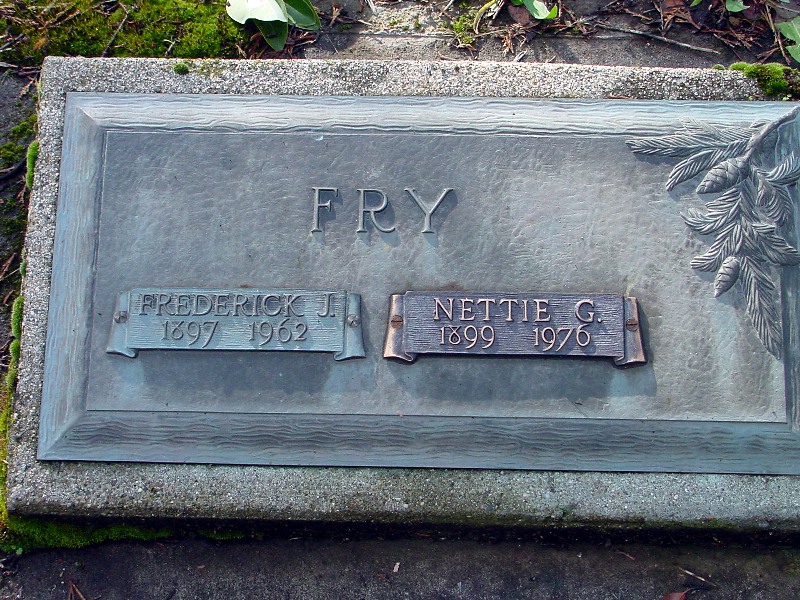 FRY
FREDERICK J.
1897 1962
NETTIE G.
1899 1976